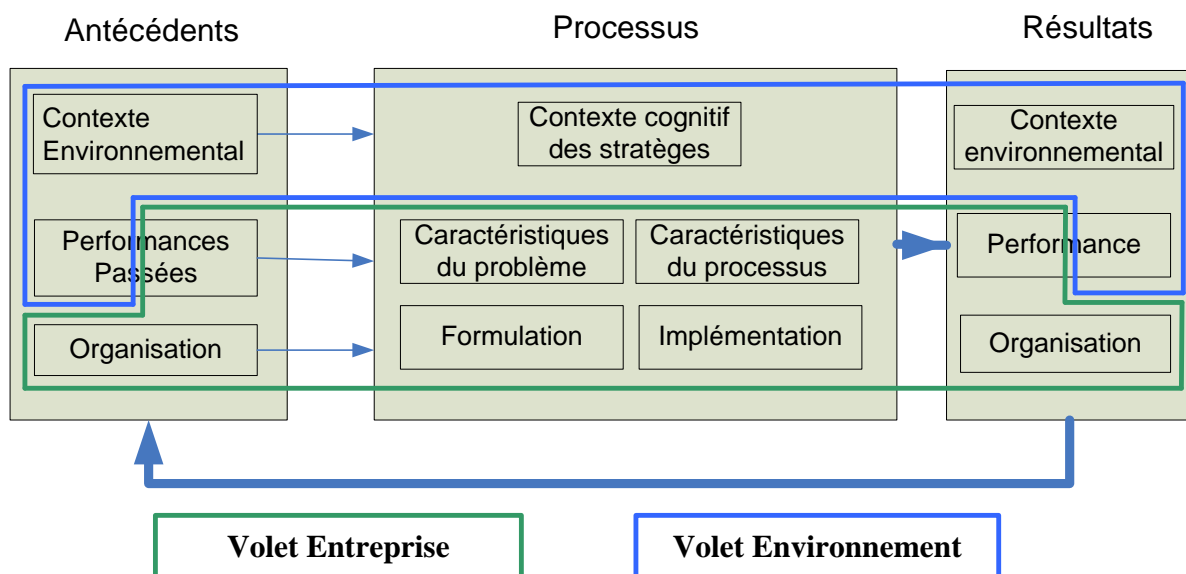 Antécédents
Processus
Résultats
Contexte
Environnemental
Contexte cognitif
des stratèges
Contexte
environnemental
Performances
Passées
Caractéristiques
du problème
Caractéristiques
du processus
Performance
Organisation
Formulation
Implémentation
Organisation
Volet Entreprise
Volet Environnement